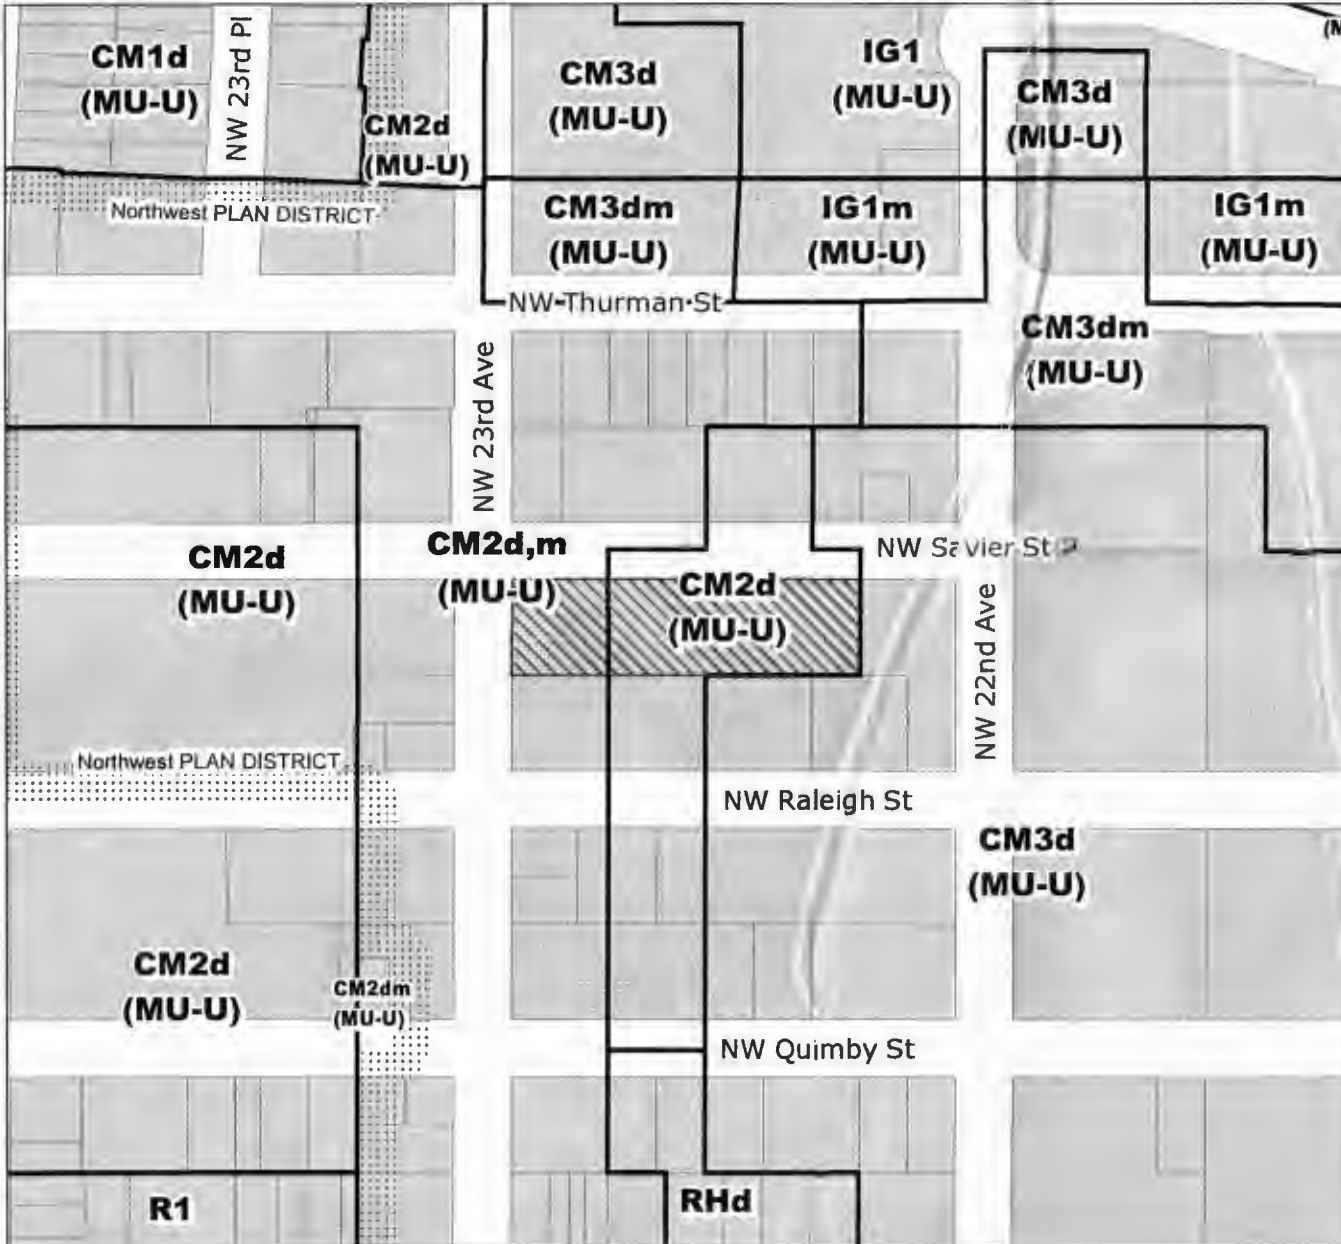 CM1d
(MU-U)
NW 23rd Pl
CM2d
(MU-U)
CM3d
(MU-U)
IG1
(MU-U)
CM3d
(MU-U)
Northwest PLAN DISTRICT
CM3dm
(MU-U)
IG1m
(MU-U)
IG1m
(MU-U)
NW Thurman St
CM3dm
(MU-U)
NW 23rd Ave
CM2d
(MU-U)
CM2d,m
(MU-U)
CM2d
(MU-U)
NW Savier St
NW 22nd Ave
Northwest PLAN DISTRICT
NW Raleigh St
CM3d
(MU-U)
CM2d
(MU-U)
CM2dm
(MU-U)
NW Quimby St
R1
RHd